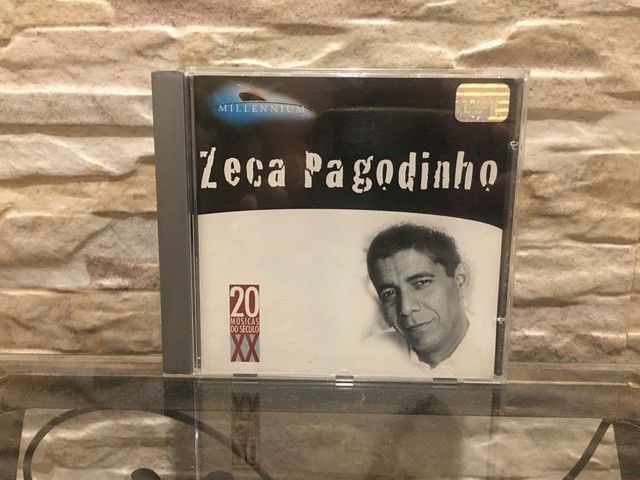 MILLENNIUM
Zeca Pagodinho
20
MÚSICAS
DO SÉCULO
XX